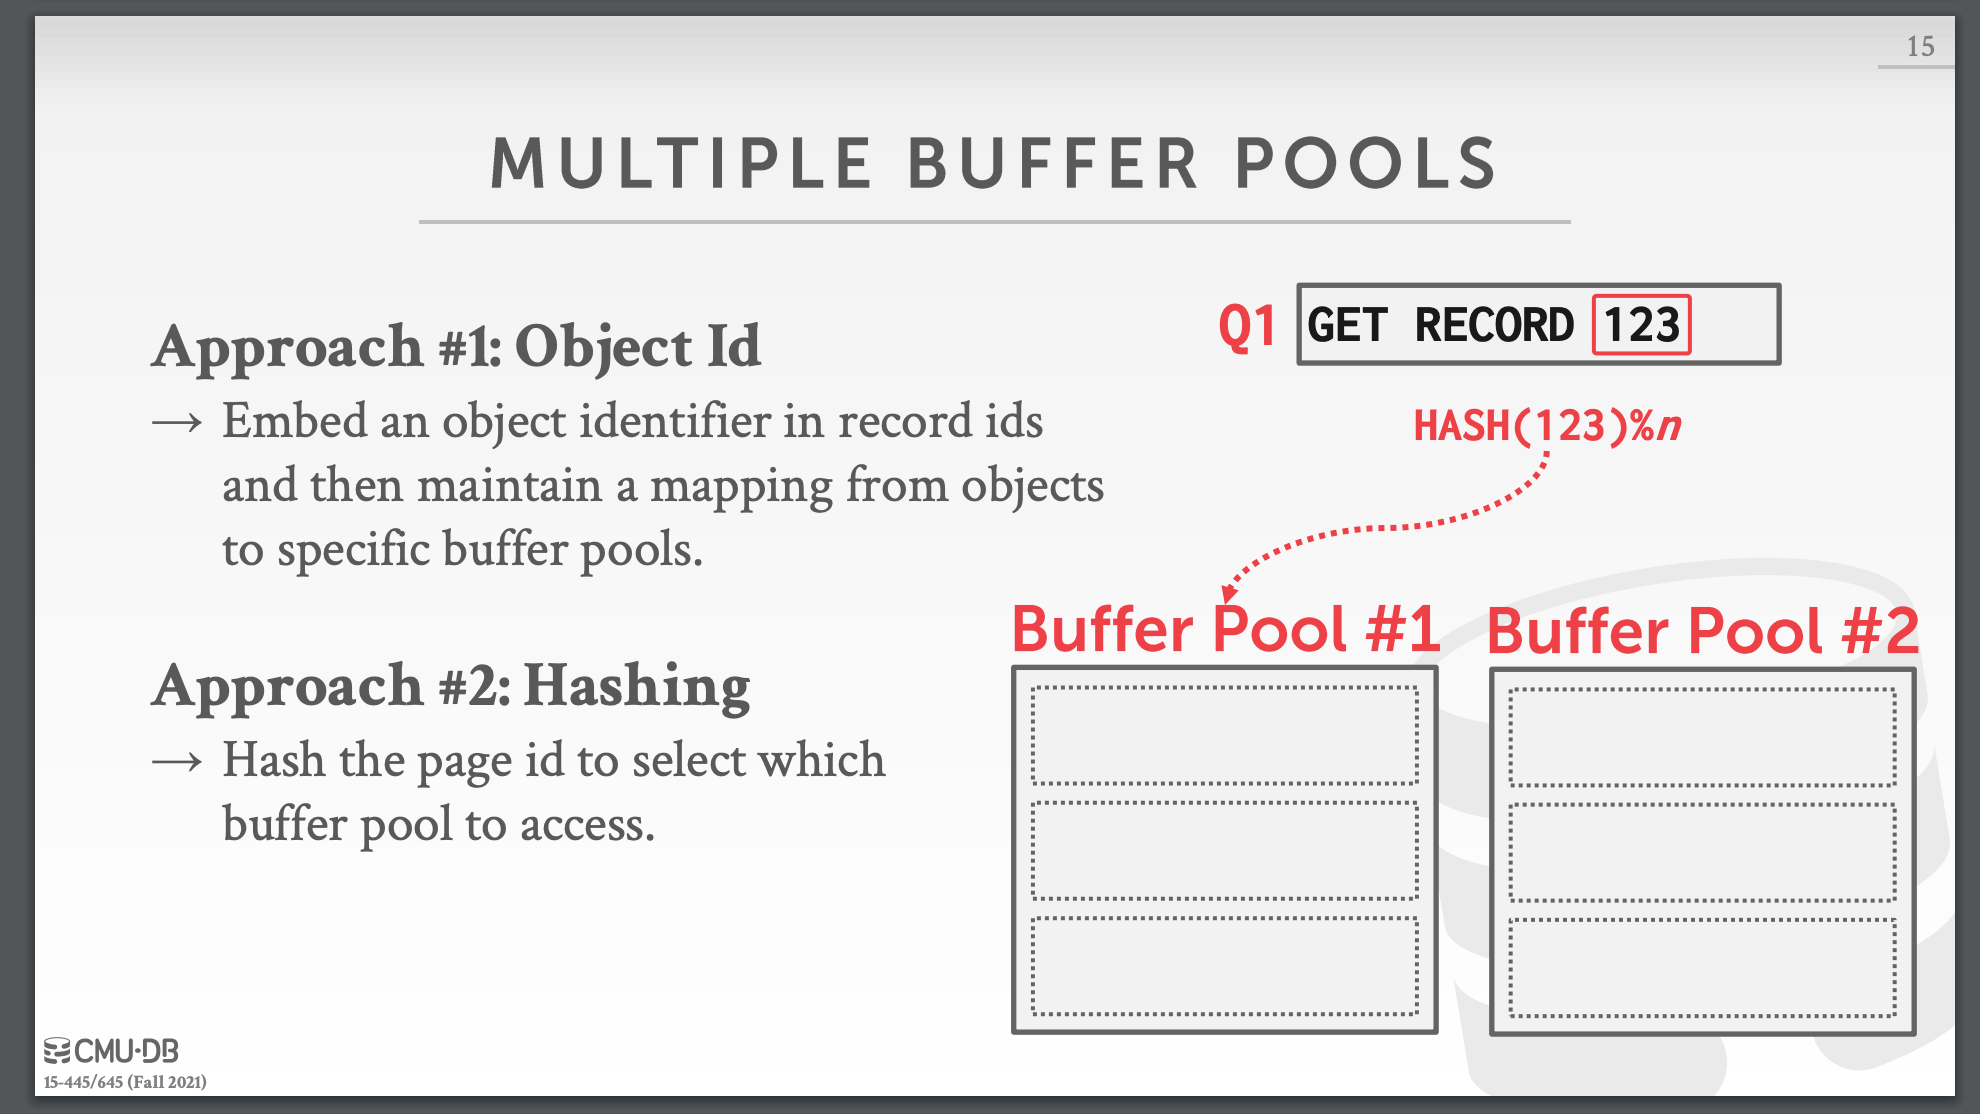 15
MULTIPLE BUFFER POOLS
Approach #1: Object Id
→ Embed an object identifier in record ids
and then maintain a mapping from objects
to specific buffer pools.
Approach #2: Hashing
→ Hash the page id to select which
buffer pool to access.
Q1 GET RECORD 123
HASH(123)%n
Buffer Pool #1
Buffer Pool #2
CMU·DB
15-445/645 (Fall 2021)